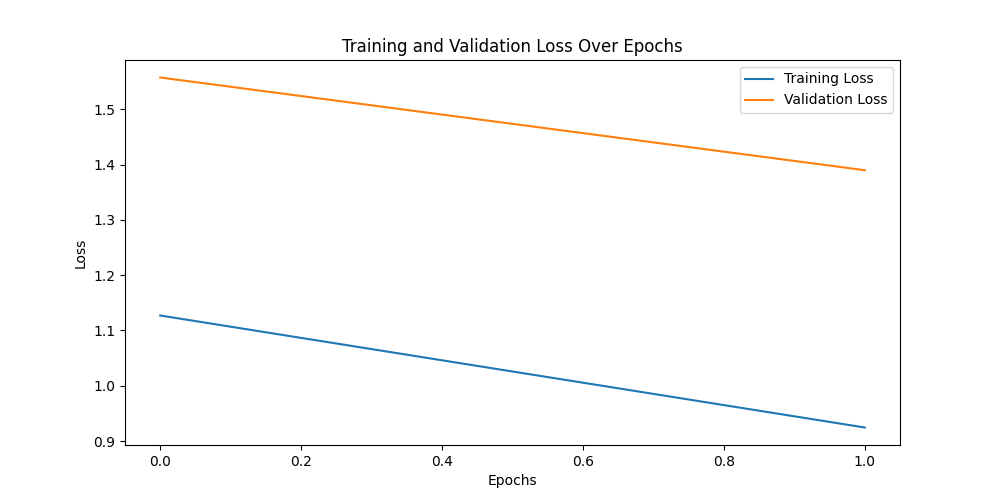 Training and Validation Loss Over Epochs
Training Loss
Validation Loss
1.5
1.4
1.3
1.2
1.1
1.0
0.9
Loss
0.0 0.2 0.4 0.6 0.8 1.0
Epochs